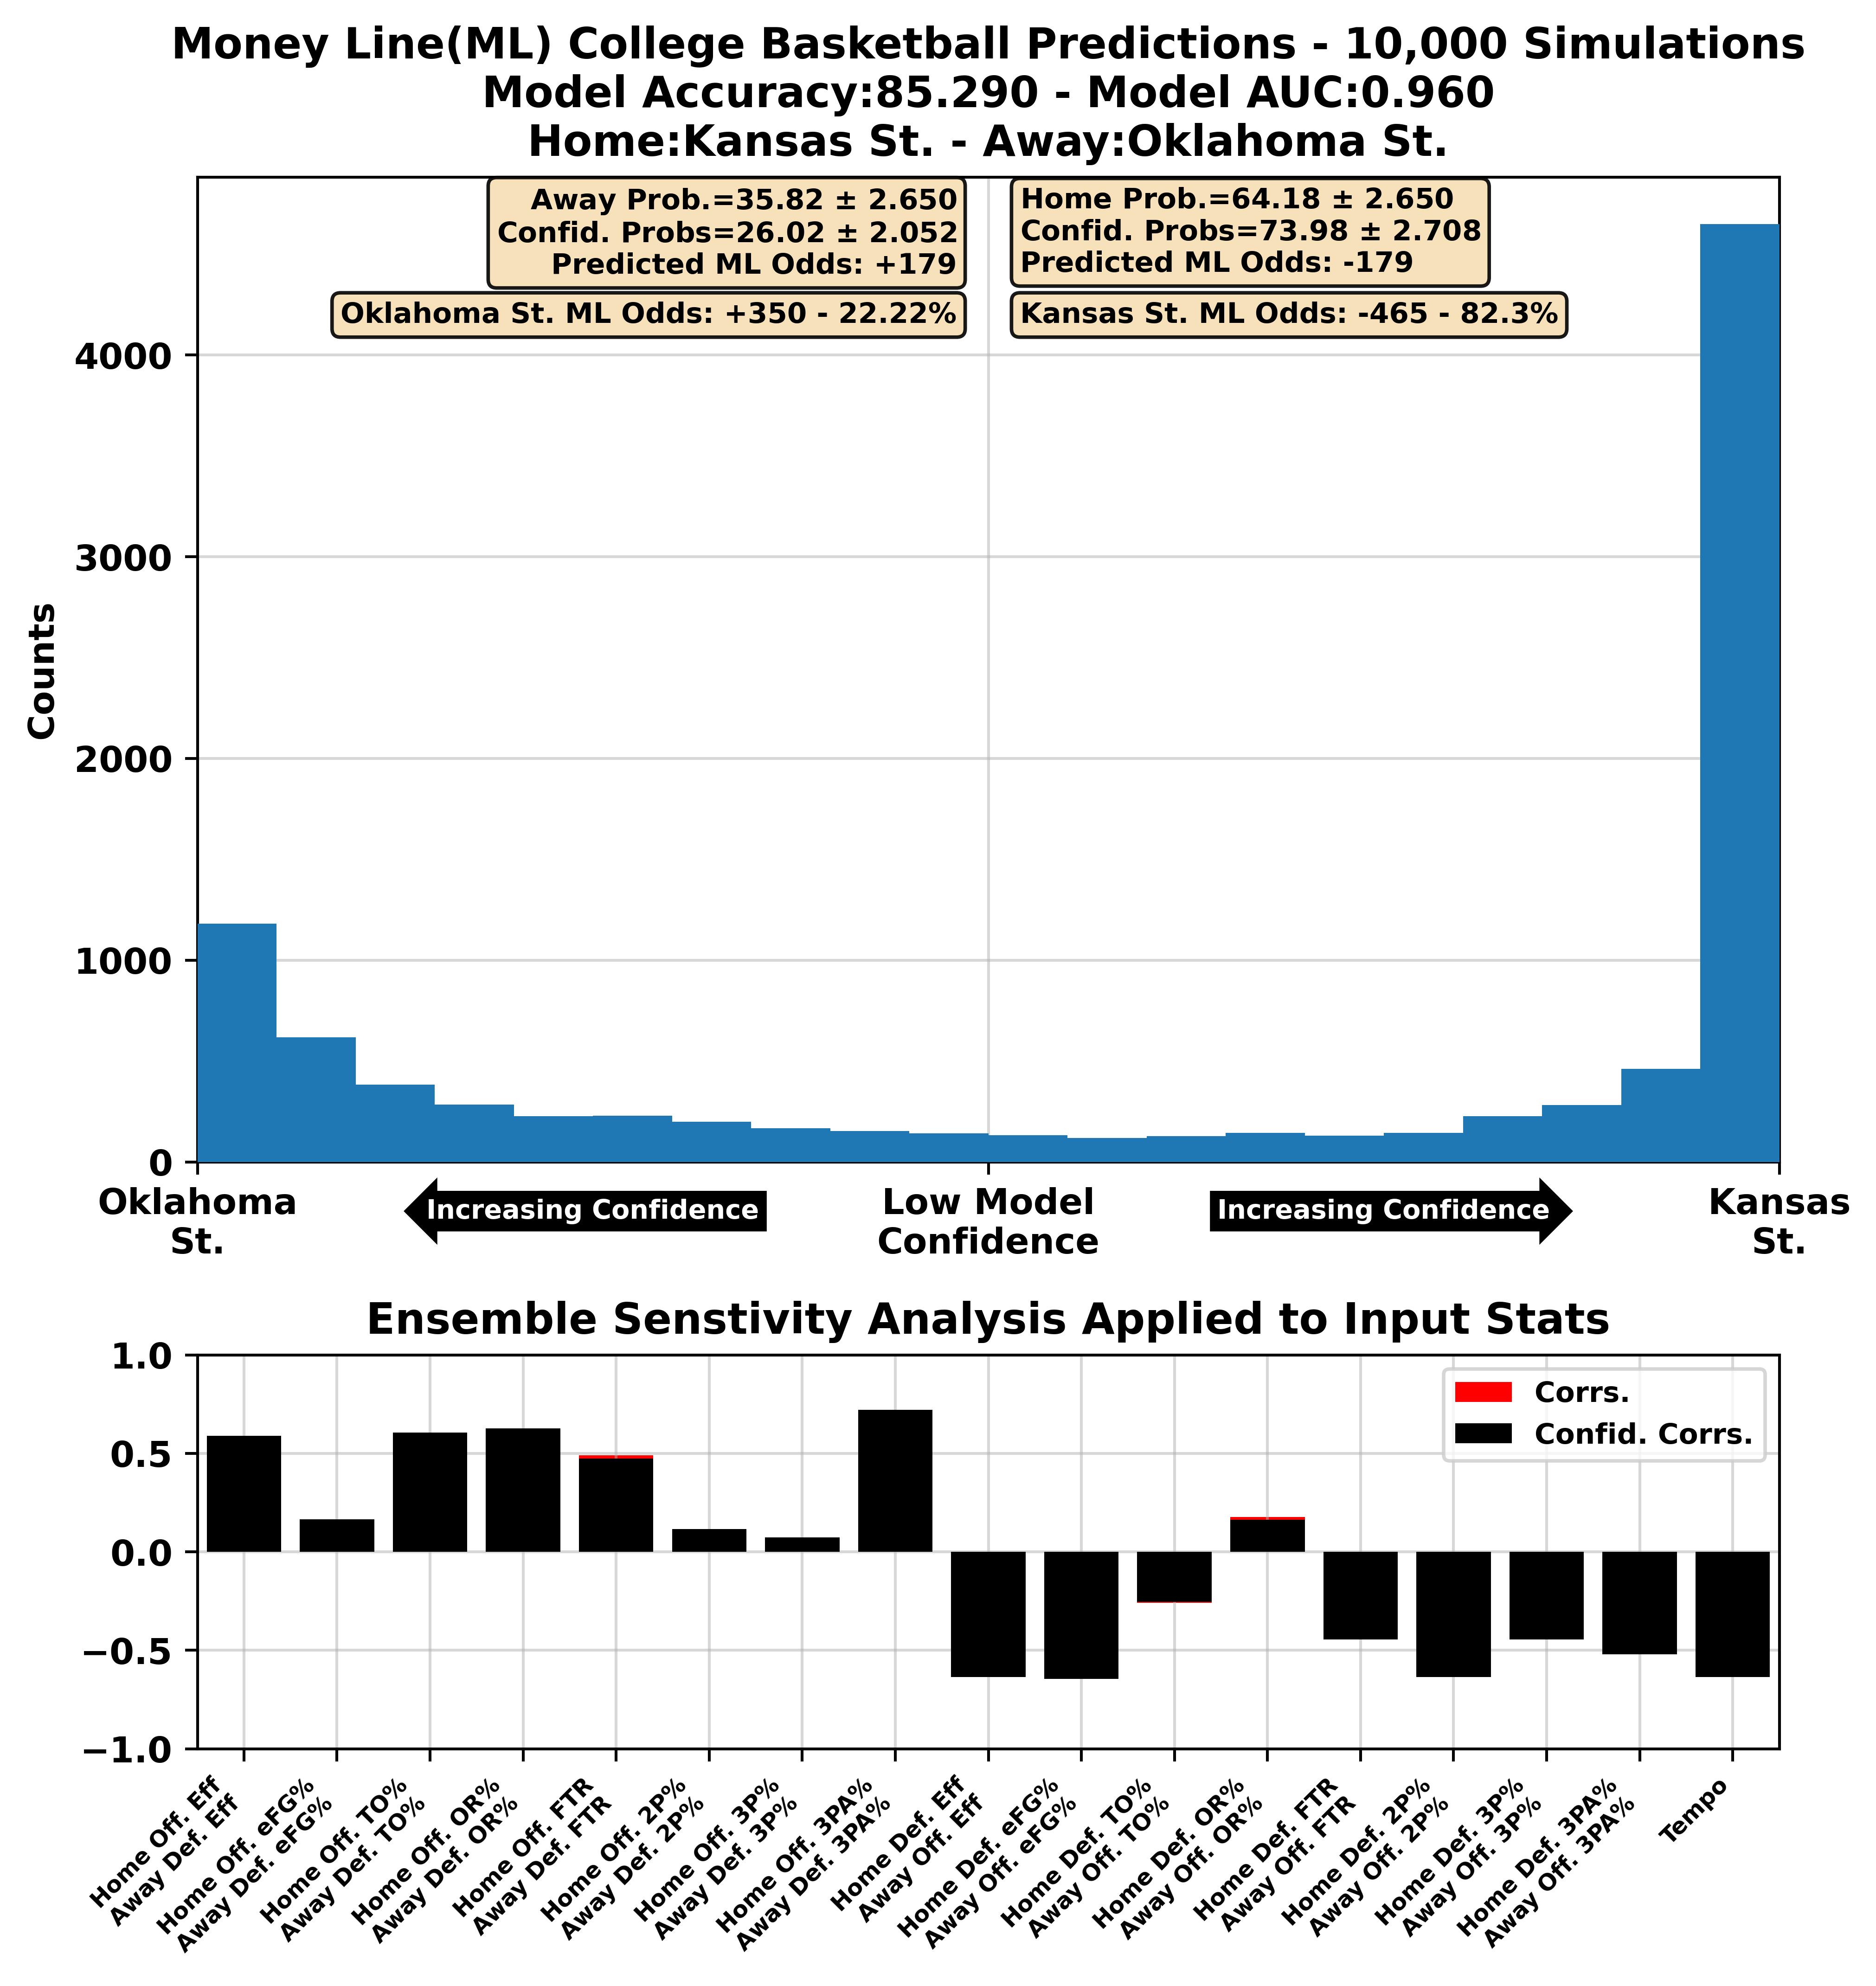 Money Line(ML) College Basketball Predictions - 10,000 Simulations
Model Accuracy:85.290 - Model AUC:0.960
Home:Kansas St. - Away:Oklahoma St.
Away Prob.=35.82 ± 2.650
Confid. Probs=26.02 ± 2.052
Predicted ML Odds: +179
Oklahoma St. ML Odds: +350 - 22.22%
Home Prob.=64.18 ± 2.650
Confid. Probs=73.98 ± 2.708
Predicted ML Odds: -179
Kansas St. ML Odds: -465 - 82.3%
Counts
4000
3000
2000
1000
0
Oklahoma
St.
Increasing Confidence
Low Model
Confidence
Increasing Confidence
Kansas
St.
Ensemble Senstivity Analysis Applied to Input Stats
1.0
0.5
0.0
−0.5
−1.0
Corrs.
Confid. Corrs.
Home Off. Eff
Away Def. Eff
Home Off. eFG%
Away Def. eFG%
Home Off. TO%
Away Def. TO%
Home Off. OR%
Away Def. OR%
Home Off. FTR
Away Def. FTR
Home Off. 2P%
Away Def. 2P%
Home Off. 3P%
Away Def. 3P%
Home Off. 3PA%
Away Def. 3PA%
Home Def. Eff
Away Off. Eff
Home Def. eFG%
Away Off. eFG%
Home Def. TO%
Away Off. TO%
Home Def. OR%
Away Off. OR%
Home Def. FTR
Away Off. FTR
Home Def. 2P%
Away Off. 2P%
Home Def. 3P%
Away Off. 3P%
Home Def. 3PA%
Away Off. 3PA%
Tempo